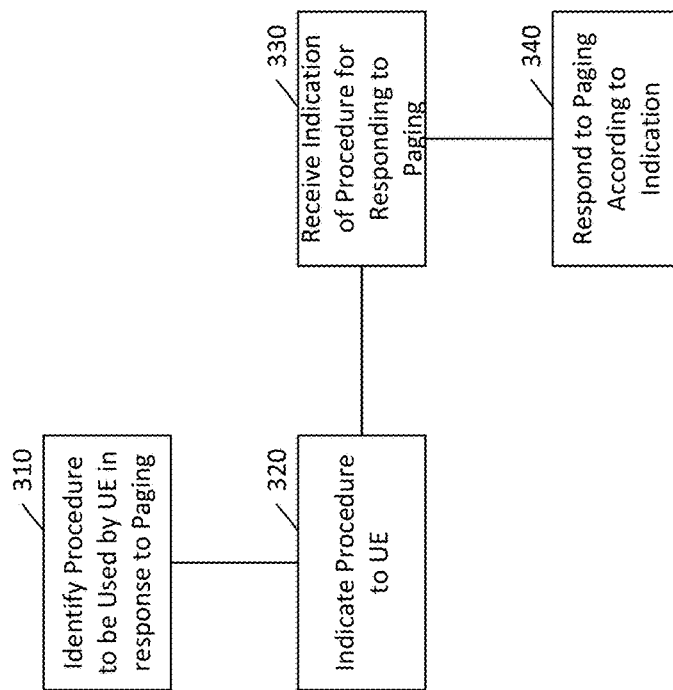 310
Identify Procedure
to be Used by UE in
response to Paging
320
Indicate Procedure
to UE
330
Receive Indication
of Procedure for
Responding to
Paging
340
Respond to Paging
According to
Indication